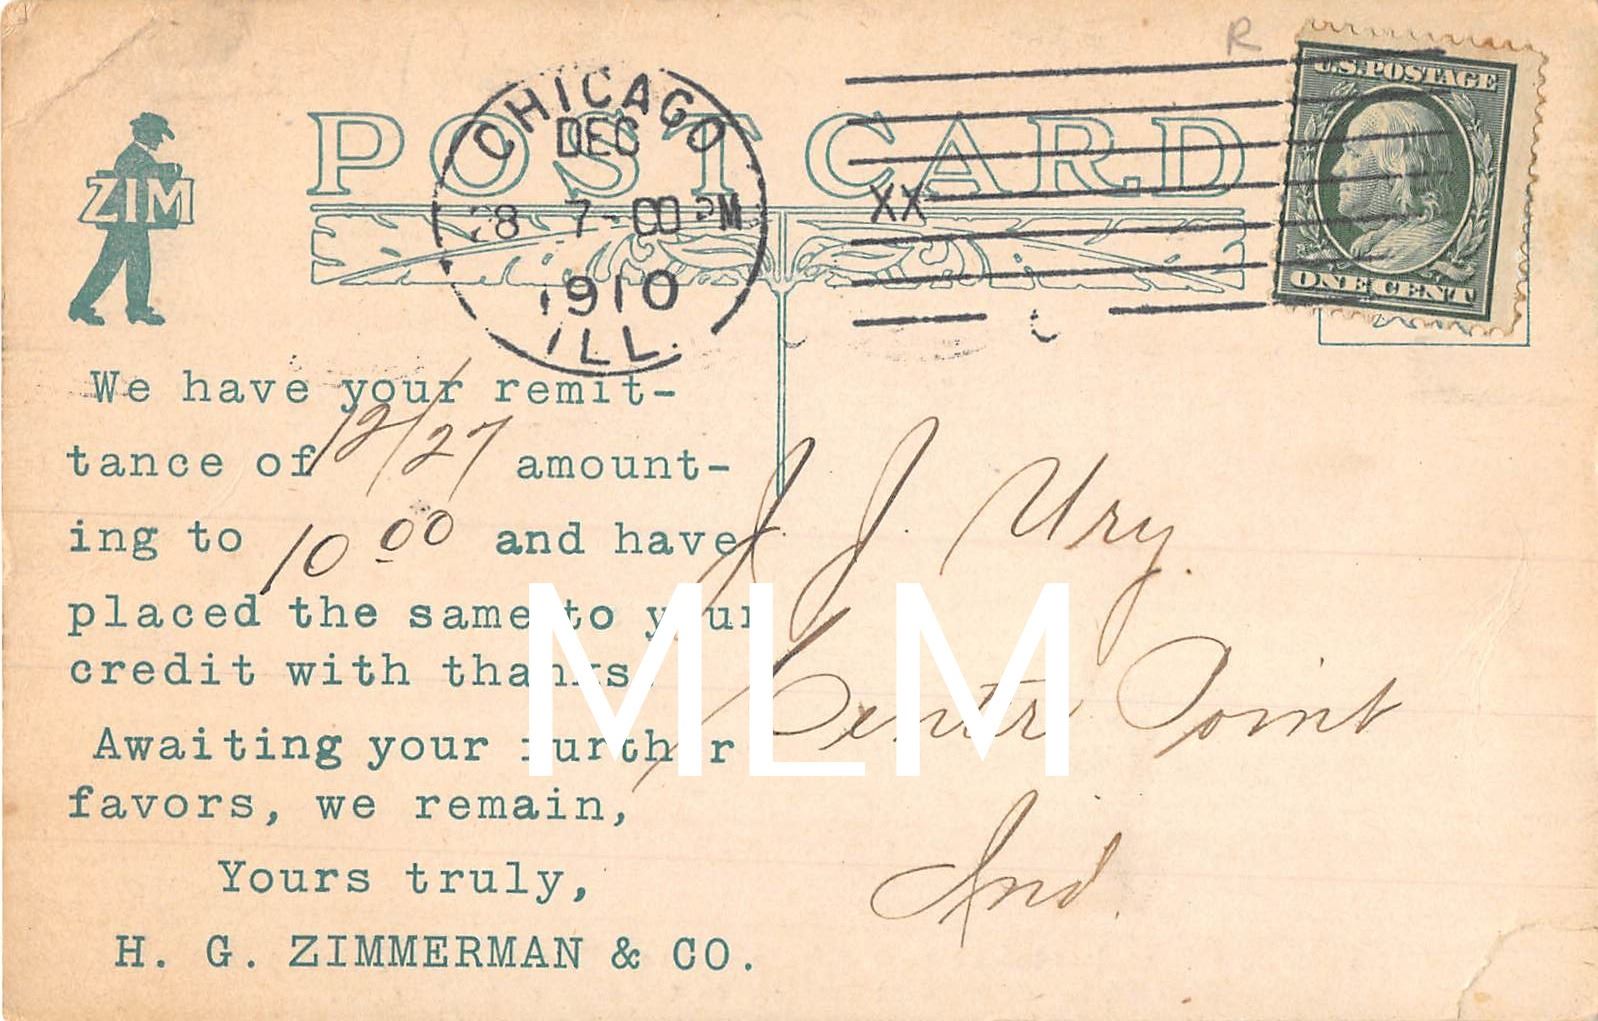 R
U.S. POSTAGE
ONE CENT
CHICAGO
DEC
28 7-00 PM
1910
ILL.
XX
POST CARD
ZIM
We have your remit-
tance of 12/27 amount-
ing to 10 00 and have
placed the same to your
credit with thanks.
Awaiting your further
favors, we remain,
Yours truly,
H. G. ZIMMERMAN & CO.
J. J. Ury.
Center Point
Ind.
MLM